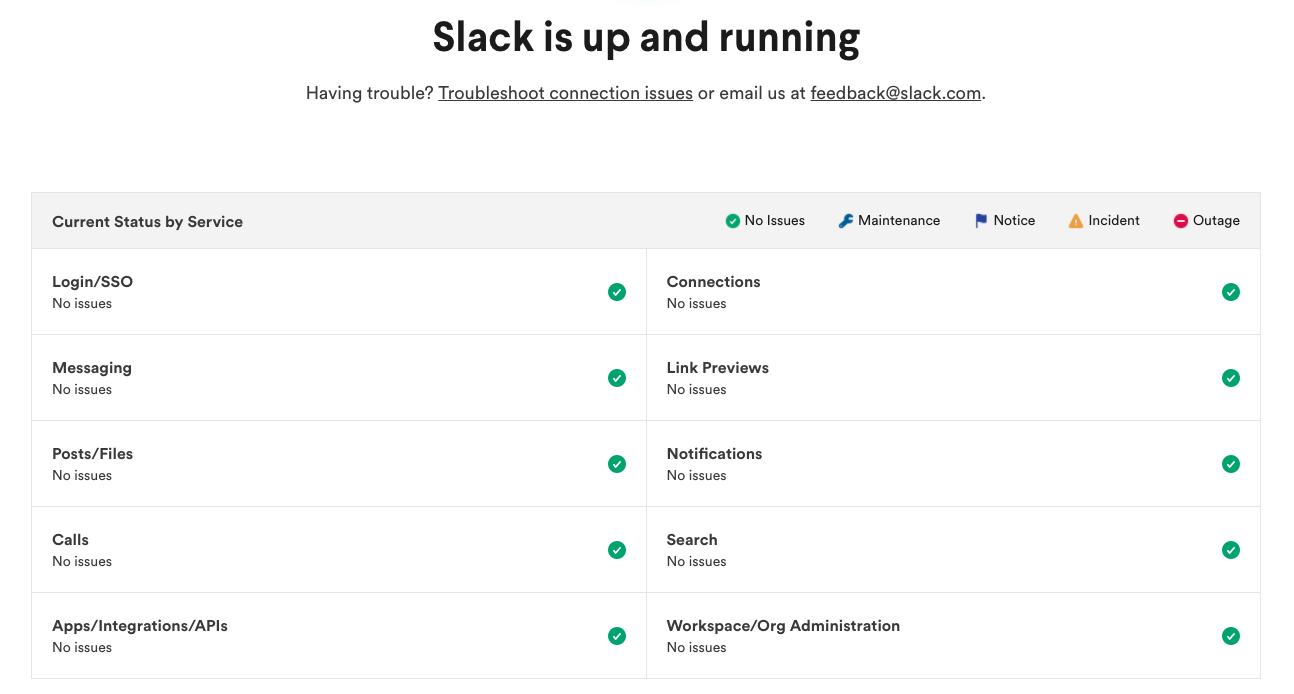 Slack is up and running
Having trouble? Troubleshoot connection issues or email us at feedback@slack.com.
Current Status by Service
No Issues Maintenance Notice Incident Outage
Login/SSO
No issues
Connections
No issues
Messaging
No issues
Link Previews
No issues
Posts/Files
No issues
Notifications
No issues
Calls
No issues
Search
No issues
Apps/Integrations/APIs
No issues
Workspace/Org Administration
No issues